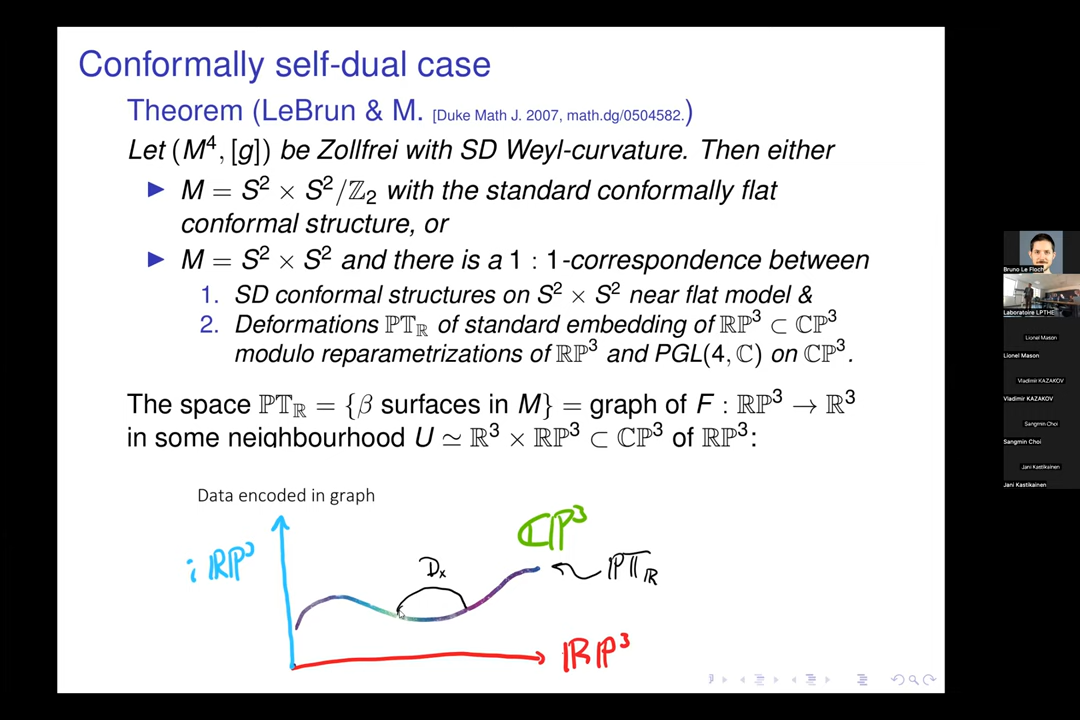 Conformally self-dual case
Theorem (LeBrun & M. [Duke Math J. 2007, math.dg/0504582.])
Let (M⁴, [g]) be Zollfrei with SD Weyl-curvature. Then either
▶ M = S² × S²/ℤ₂ with the standard conformally flat
conformal structure, or
▶ M = S² × S² and there is a 1 : 1-correspondence between
1. SD conformal structures on S² × S² near flat model &
2. Deformations ℙ𝕋_ℝ of standard embedding of ℝℙ³ ⊂ ℂℙ³
modulo reparametrizations of ℝℙ³ and PGL(4, ℂ) on ℂℙ³.
The space ℙ𝕋_ℝ = {β surfaces in M} = graph of F : ℝℙ³ → ℝ³
in some neighbourhood U ≃ ℝ³ × ℝℙ³ ⊂ ℂℙ³ of ℝℙ³:
Data encoded in graph
ℂℙ³
i ℝℙ³
Dₓ
ℙ𝕋_ℝ
ℝℙ³
Bruno Le Floch
Laboratoire LPTHE
Lionel Mason
Lionel Mason
Vladimir KAZAKOV
Vladimir KAZAKOV
Sangmin Choi
Sangmin Choi
Jani Kastikainen
Jani Kastikainen